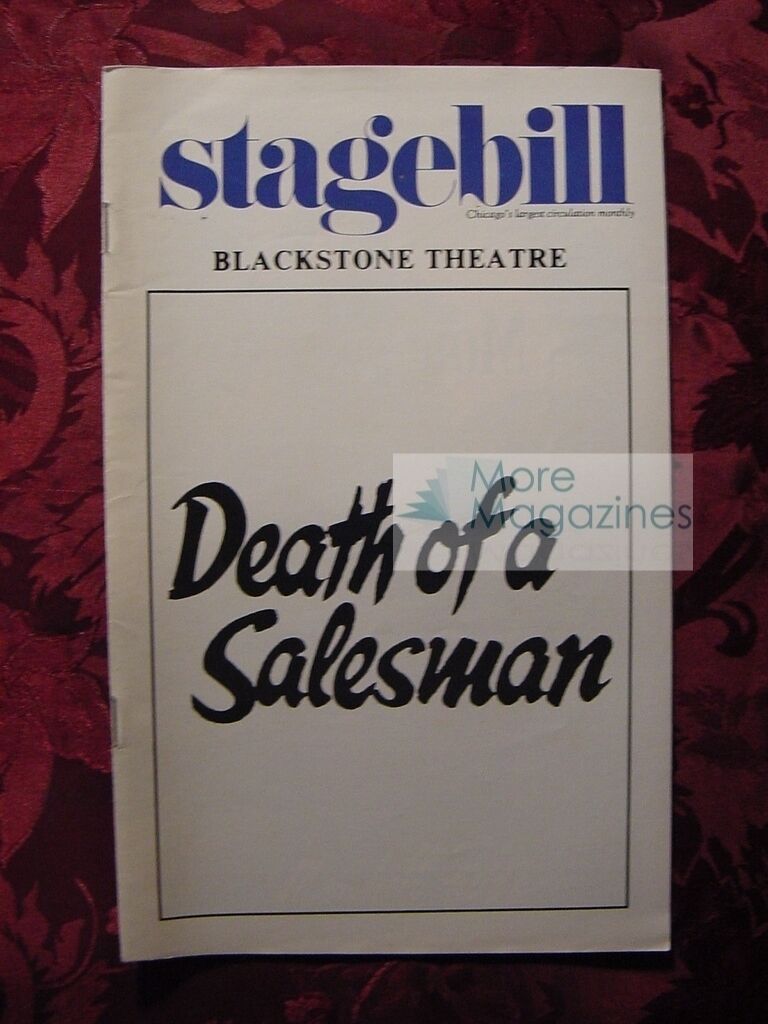 stagebill
Chicago's largest circulation monthly
BLACKSTONE THEATRE
Death of a
Salesman
More
Magazines